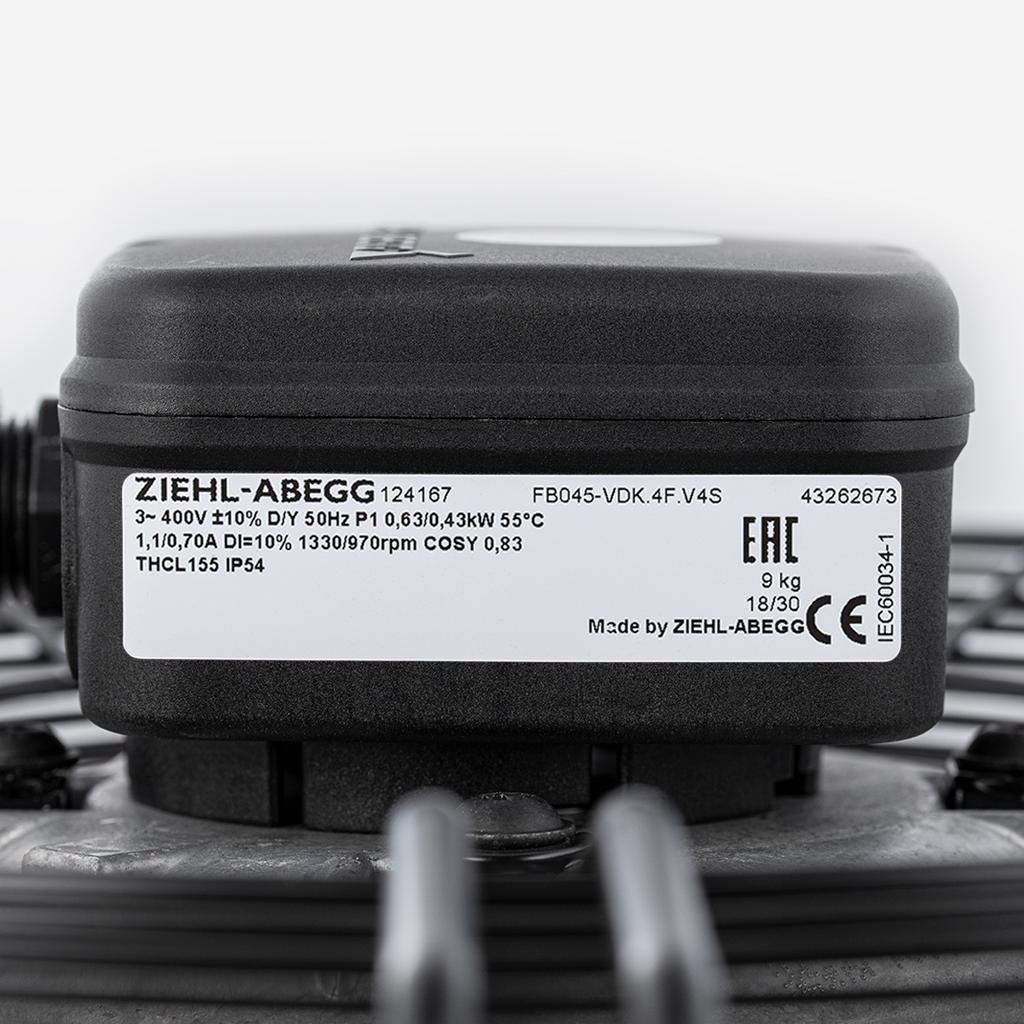 ZIEHL-ABEGG 124167 FB045-VDK.4F.V4S 43262673
3~ 400V ±10% D/Y 50Hz P1 0,63/0,43kW 55°C
1,1/0,70A DI=10% 1330/970rpm COSY 0,83
THCL155 IP54
EAC
9 kg
18/30
Made by ZIEHL-ABEGG CE
IEC60034-1